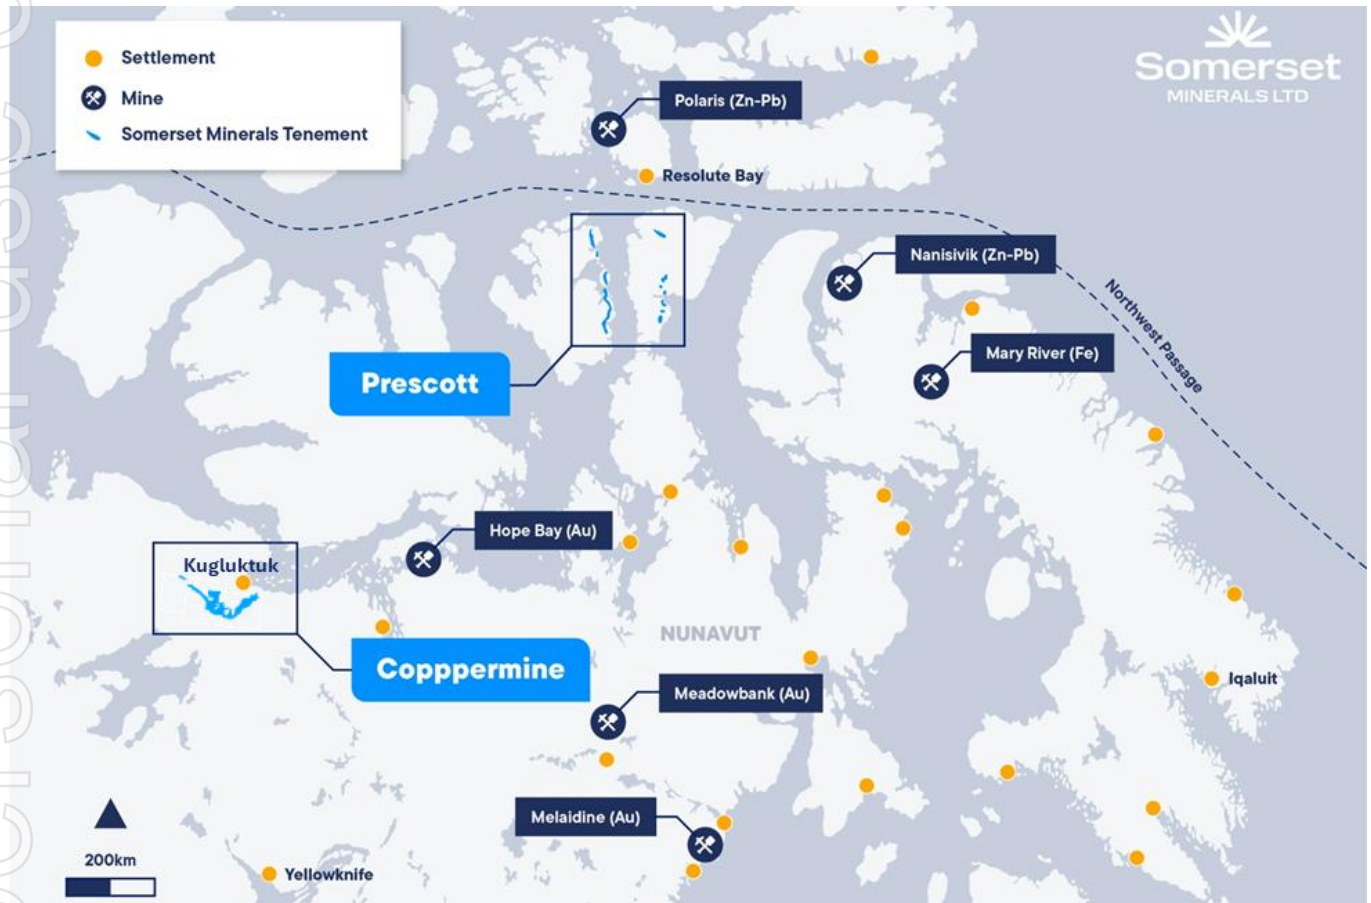 Settlement
Mine
Somerset Minerals Tenement
Somerset
MINERALS LTD
Polaris (Zn-Pb)
Resolute Bay
Nanisivik (Zn-Pb)
Northwest Passage
Mary River (Fe)
Prescott
Hope Bay (Au)
Kugluktuk
NUNAVUT
Copppermine
Meadowbank (Au)
Iqaluit
Melaidine (Au)
200km
Yellowknife